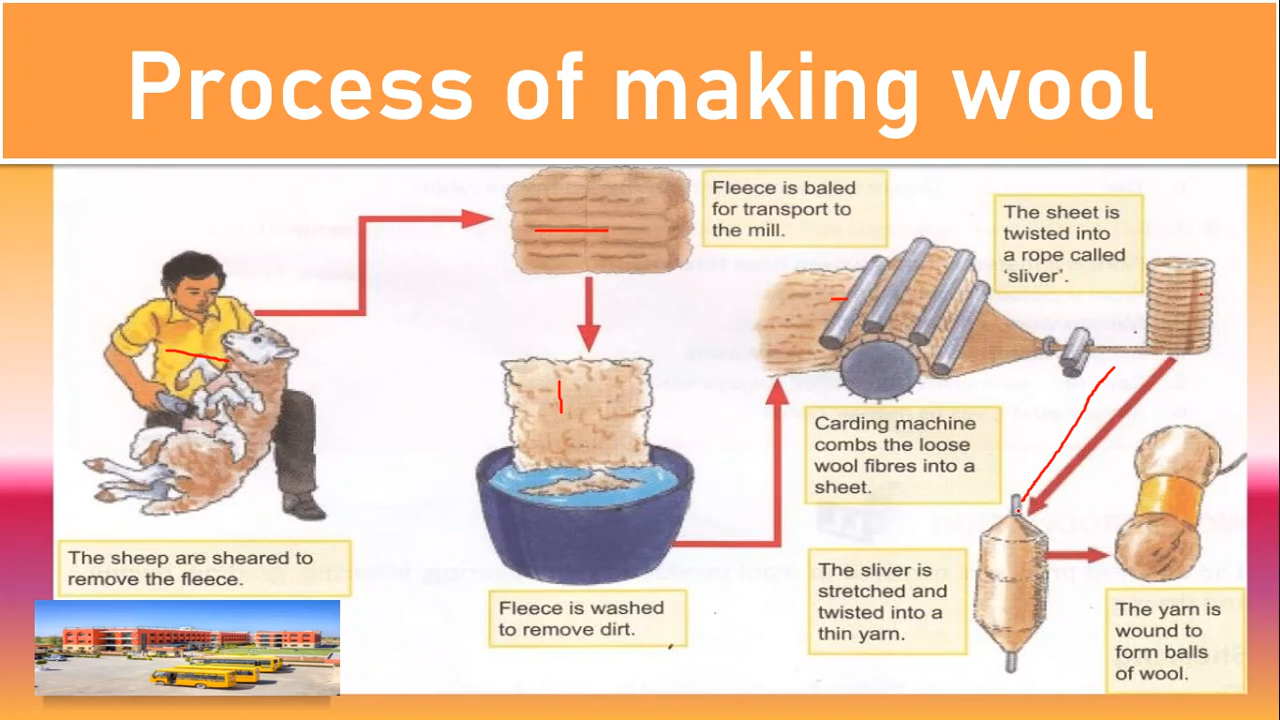 Process of making wool
Fleece is baled
for transport to
the mill.
The sheet is
twisted into
a rope called
‘sliver’.
Carding machine
combs the loose
wool fibres into a
sheet.
The sheep are sheared to
remove the fleece.
Fleece is washed
to remove dirt.
The sliver is
stretched and
twisted into a
thin yarn.
The yarn is
wound to
form balls
of wool.